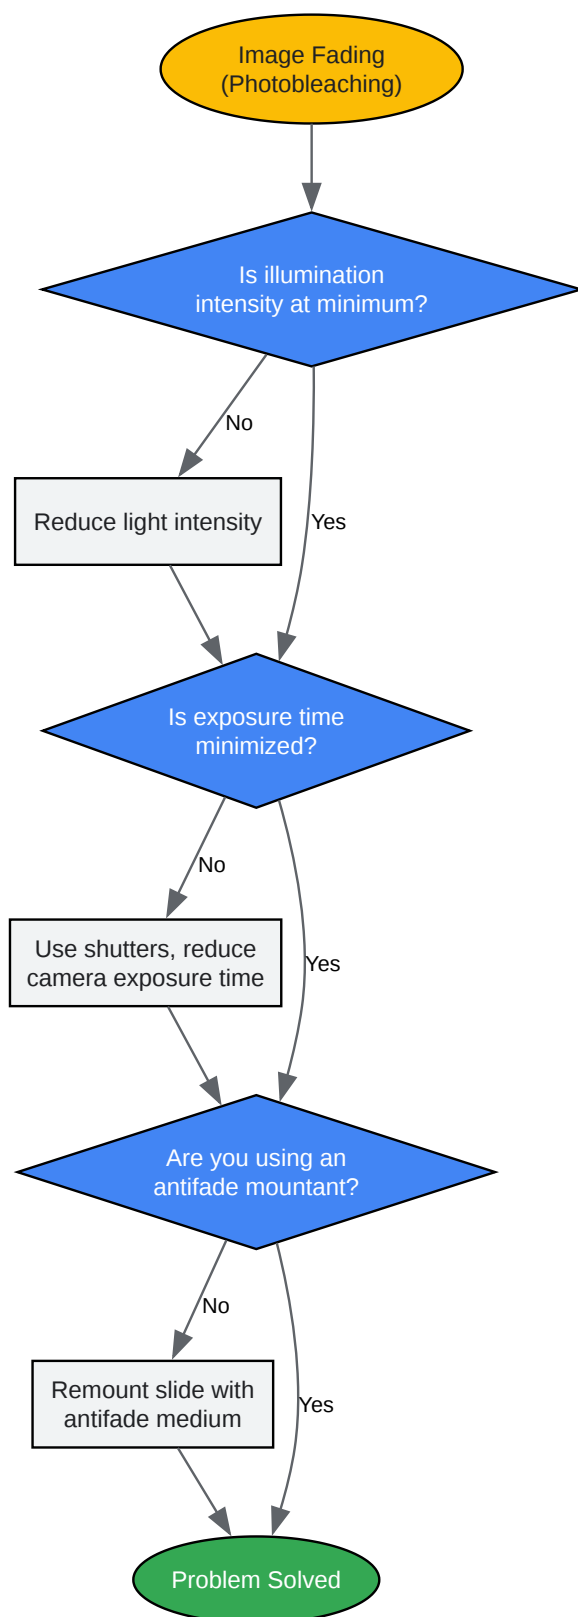 Image Fading
(Photobleaching)
Is illumination
intensity at minimum?
No
Reduce light intensity
Yes
Is exposure time
minimized?
No
Use shutters, reduce
camera exposure time
Yes
Are you using an
antifade mountant?
No
Remount slide with
antifade medium
Yes
Problem Solved